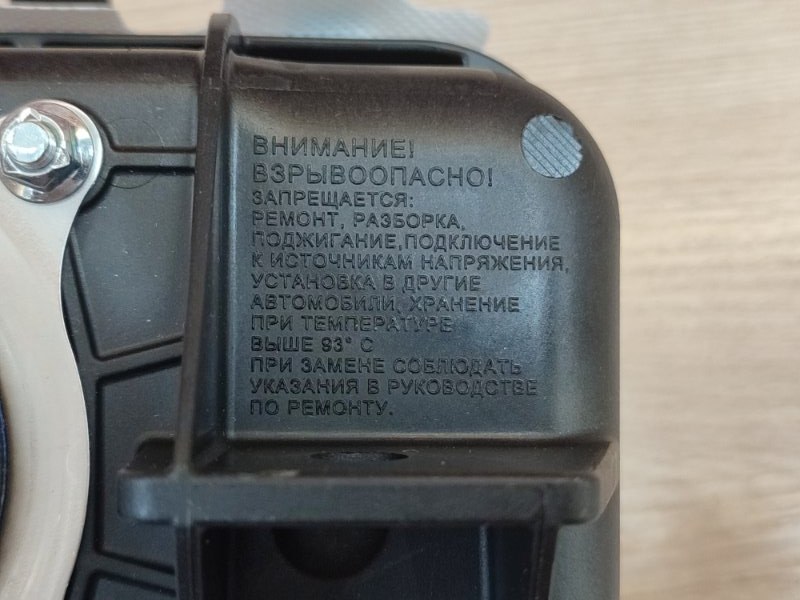 ВНИМАНИЕ!
ВЗРЫВООПАСНО!
ЗАПРЕЩАЕТСЯ:
РЕМОНТ, РАЗБОРКА,
ПОДЖИГАНИЕ,ПОДКЛЮЧЕНИЕ
К ИСТОЧНИКАМ НАПРЯЖЕНИЯ,
УСТАНОВКА В ДРУГИЕ
АВТОМОБИЛИ, ХРАНЕНИЕ
ПРИ ТЕМПЕРАТУРЕ
ВЫШЕ 93° С
ПРИ ЗАМЕНЕ СОБЛЮДАТЬ
УКАЗАНИЯ В РУКОВОДСТВЕ
ПО РЕМОНТУ.